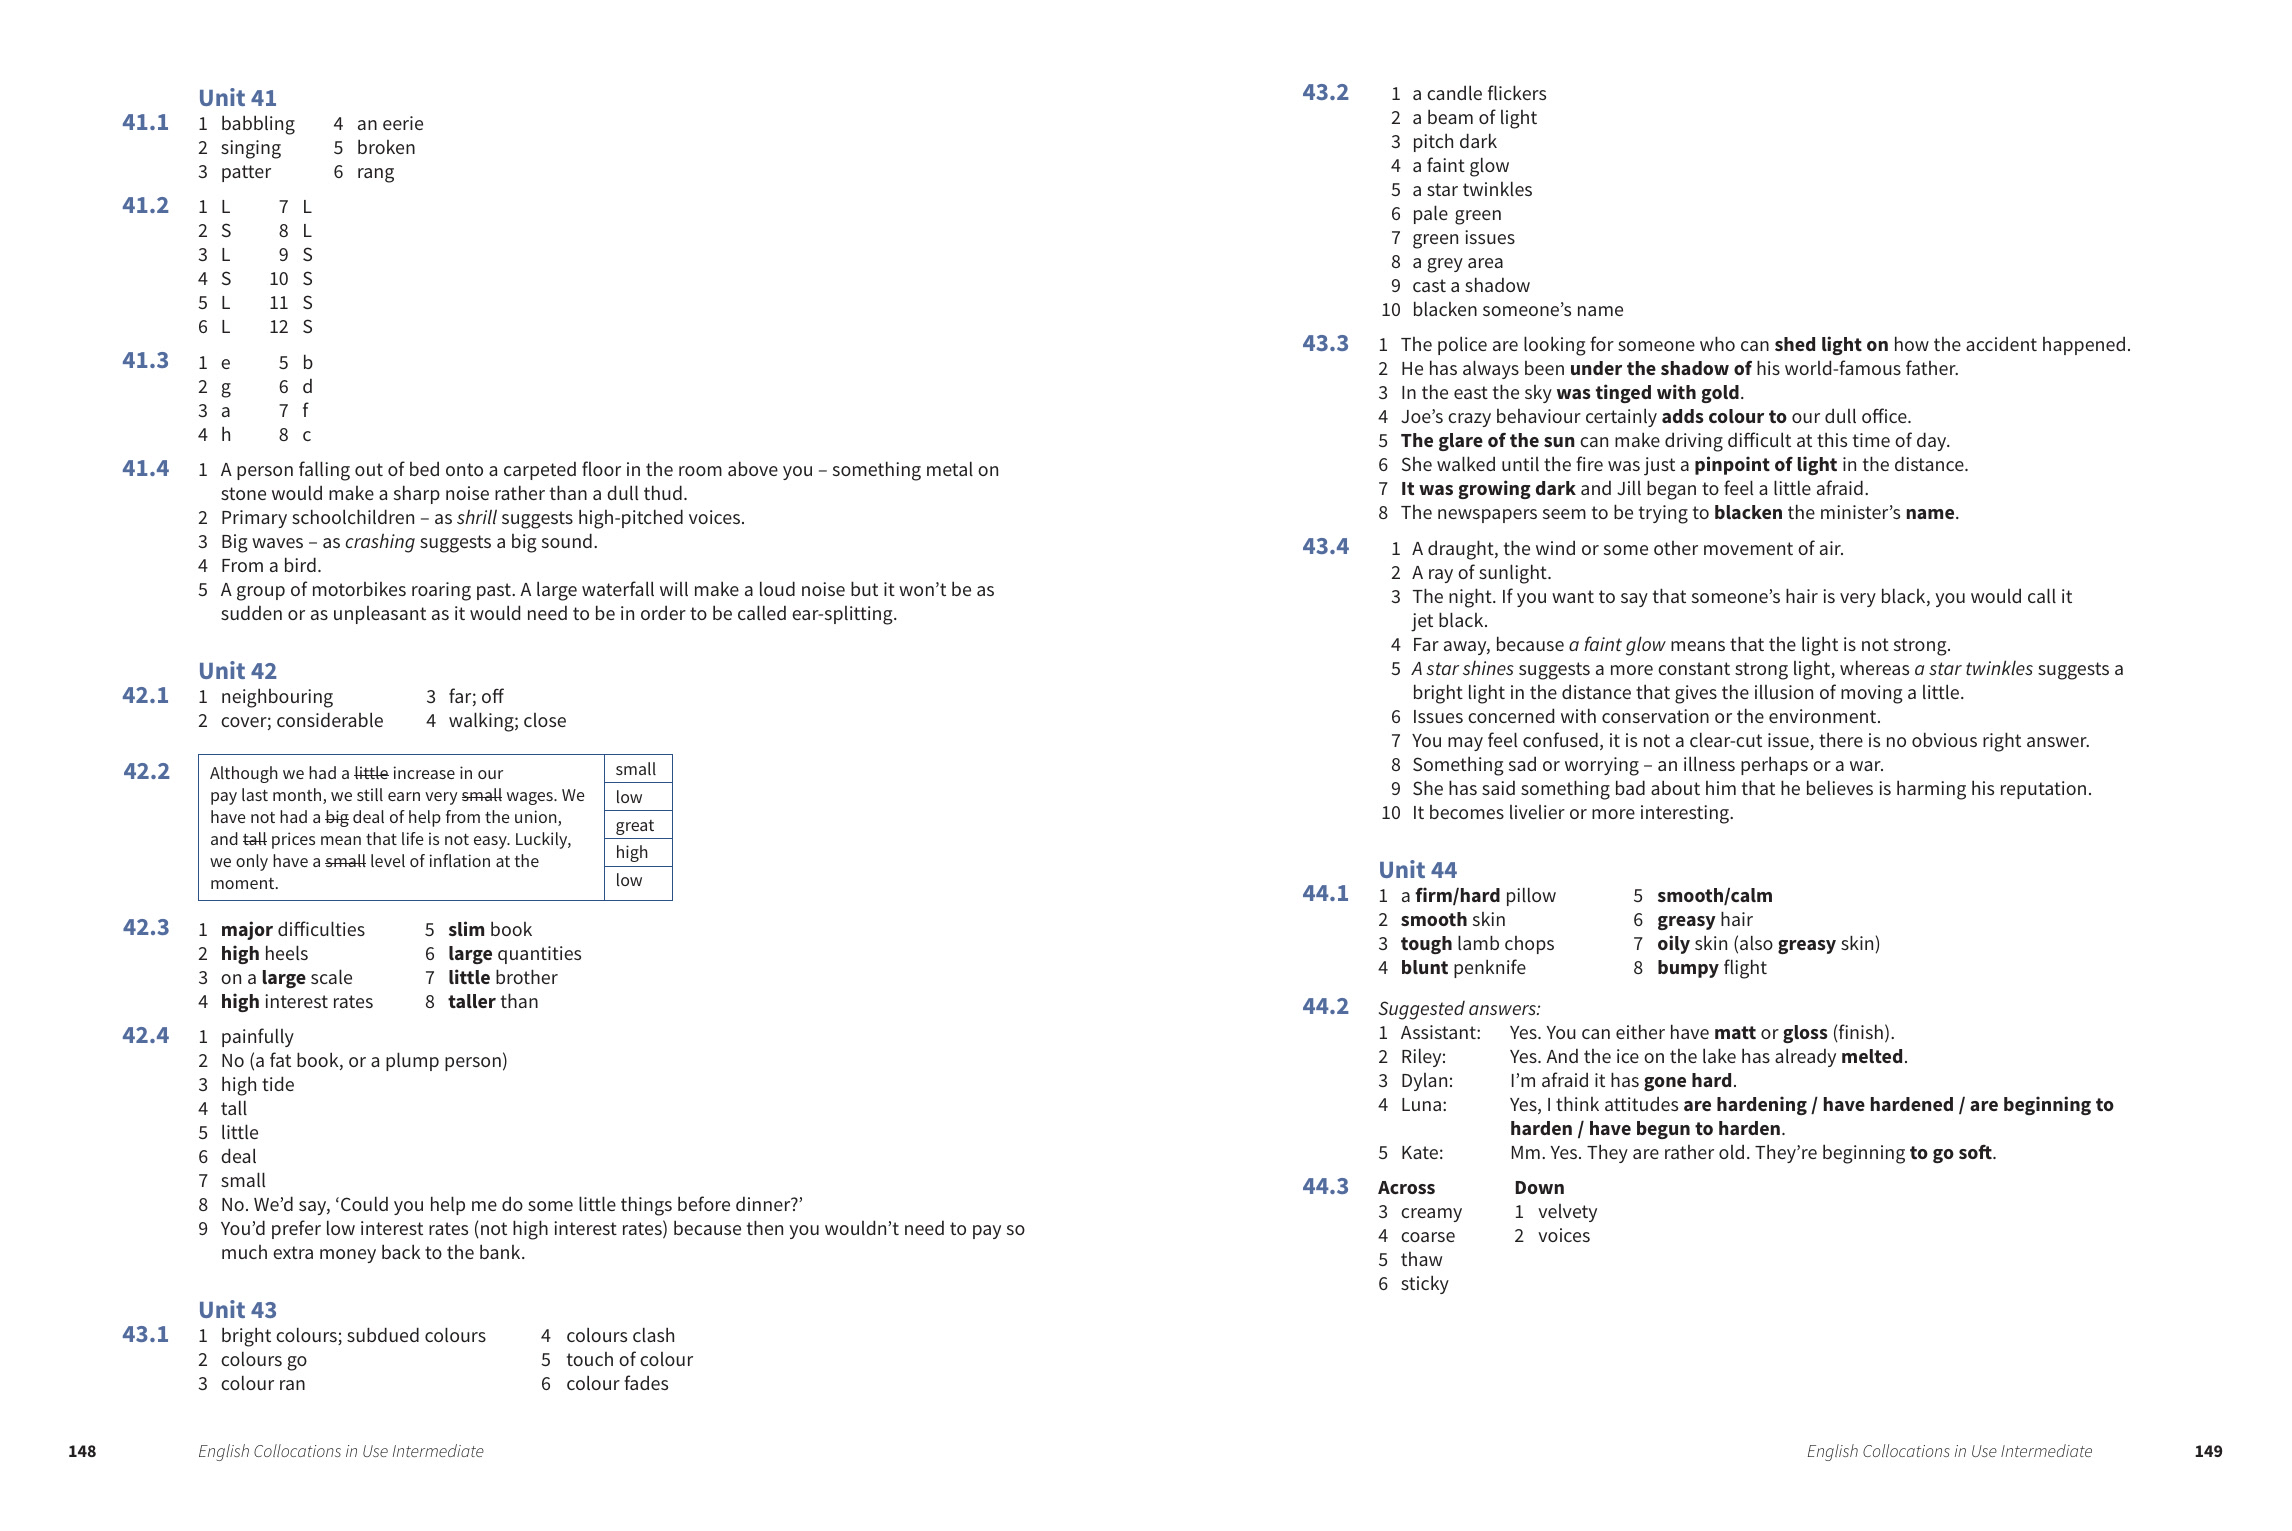 Unit 41
41.1 1 babbling 4 an eerie
2 singing 5 broken
3 patter 6 rang
41.2 1 L 7 L
2 S 8 L
3 L 9 S
4 S 10 S
5 L 11 S
6 L 12 S
41.3 1 e 5 b
2 g 6 d
3 a 7 f
4 h 8 c
41.4 1 A person falling out of bed onto a carpeted floor in the room above you – something metal on
stone would make a sharp noise rather than a dull thud.
2 Primary schoolchildren – as shrill suggests high-pitched voices.
3 Big waves – as crashing suggests a big sound.
4 From a bird.
5 A group of motorbikes roaring past. A large waterfall will make a loud noise but it won’t be as
sudden or as unpleasant as it would need to be in order to be called ear-splitting.
Unit 42
42.1 1 neighbouring 3 far; off
2 cover; considerable 4 walking; close
42.2 Although we had a little increase in our small
pay last month, we still earn very small wages. We low
have not had a big deal of help from the union, great
and tall prices mean that life is not easy. Luckily, high
we only have a small level of inflation at the low
moment.
42.3 1 major difficulties 5 slim book
2 high heels 6 large quantities
3 on a large scale 7 little brother
4 high interest rates 8 taller than
42.4 1 painfully
2 No (a fat book, or a plump person)
3 high tide
4 tall
5 little
6 deal
7 small
8 No. We’d say, ‘Could you help me do some little things before dinner?’
9 You’d prefer low interest rates (not high interest rates) because then you wouldn’t need to pay so
much extra money back to the bank.
Unit 43
43.1 1 bright colours; subdued colours 4 colours clash
2 colours go 5 touch of colour
3 colour ran 6 colour fades
148 English Collocations in Use Intermediate
43.2 1 a candle flickers
2 a beam of light
3 pitch dark
4 a faint glow
5 a star twinkles
6 pale green
7 green issues
8 a grey area
9 cast a shadow
10 blacken someone’s name
43.3 1 The police are looking for someone who can shed light on how the accident happened.
2 He has always been under the shadow of his world-famous father.
3 In the east the sky was tinged with gold.
4 Joe’s crazy behaviour certainly adds colour to our dull office.
5 The glare of the sun can make driving difficult at this time of day.
6 She walked until the fire was just a pinpoint of light in the distance.
7 It was growing dark and Jill began to feel a little afraid.
8 The newspapers seem to be trying to blacken the minister’s name.
43.4 1 A draught, the wind or some other movement of air.
2 A ray of sunlight.
3 The night. If you want to say that someone’s hair is very black, you would call it
jet black.
4 Far away, because a faint glow means that the light is not strong.
5 A star shines suggests a more constant strong light, whereas a star twinkles suggests a
bright light in the distance that gives the illusion of moving a little.
6 Issues concerned with conservation or the environment.
7 You may feel confused, it is not a clear-cut issue, there is no obvious right answer.
8 Something sad or worrying – an illness perhaps or a war.
9 She has said something bad about him that he believes is harming his reputation.
10 It becomes livelier or more interesting.
Unit 44
44.1 1 a firm/hard pillow 5 smooth/calm
2 smooth skin 6 greasy hair
3 tough lamb chops 7 oily skin (also greasy skin)
4 blunt penknife 8 bumpy flight
44.2 Suggested answers:
1 Assistant: Yes. You can either have matt or gloss (finish).
2 Riley: Yes. And the ice on the lake has already melted.
3 Dylan: I’m afraid it has gone hard.
4 Luna: Yes, I think attitudes are hardening / have hardened / are beginning to
harden / have begun to harden.
5 Kate: Mm. Yes. They are rather old. They’re beginning to go soft.
44.3 Across Down
3 creamy 1 velvety
4 coarse 2 voices
5 thaw
6 sticky
English Collocations in Use Intermediate 149